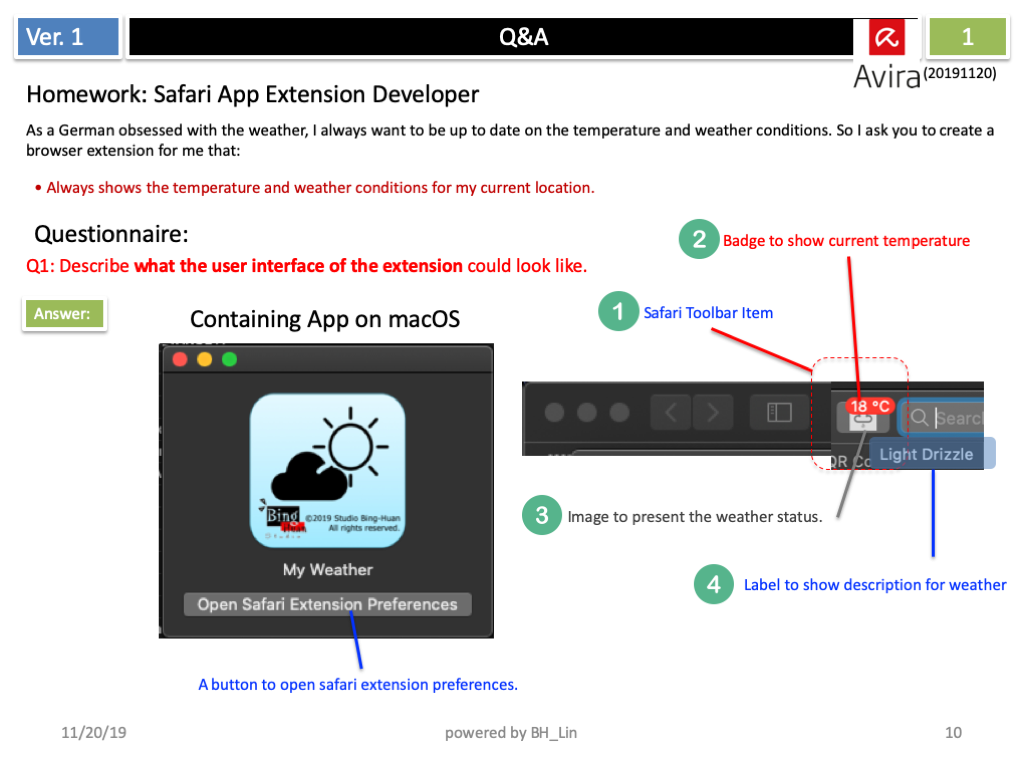 Ver. 1
Q&A
1
Avira
(20191120)
Homework: Safari App Extension Developer
As a German obsessed with the weather, I always want to be up to date on the temperature and weather conditions. So I ask you to create a
browser extension for me that:
• Always shows the temperature and weather conditions for my current location.
Questionnaire:
Q1: Describe what the user interface of the extension could look like.
2 Badge to show current temperature
1 Safari Toolbar Item
Answer:
Containing App on macOS
18 °C
Search
QR Co
Light Drizzle
Bing
Huan
Studio
©2019 Studio Bing-Huan
All rights reserved.
3 Image to present the weather status.
My Weather
4 Label to show description for weather
Open Safari Extension Preferences
A button to open safari extension preferences.
11/20/19
powered by BH_Lin
10